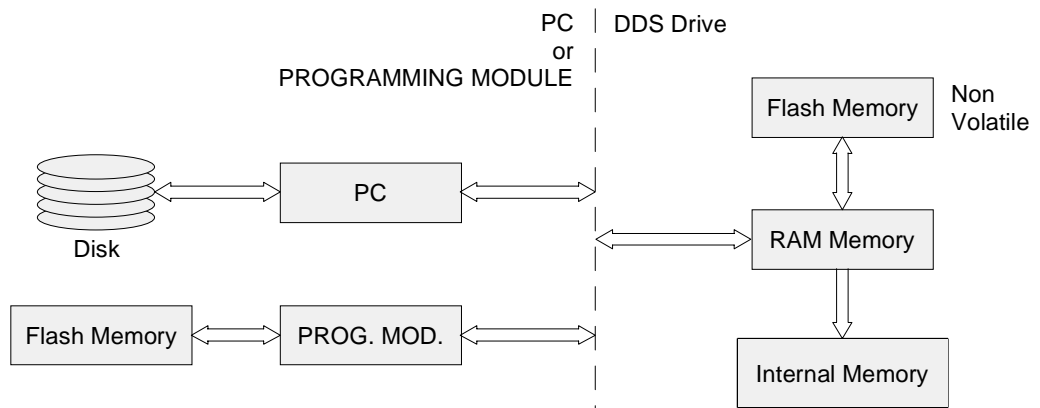 PC
or
PROGRAMMING MODULE
DDS Drive
Flash Memory
Non
Volatile
PC
Disk
RAM Memory
Flash Memory
PROG. MOD.
Internal Memory